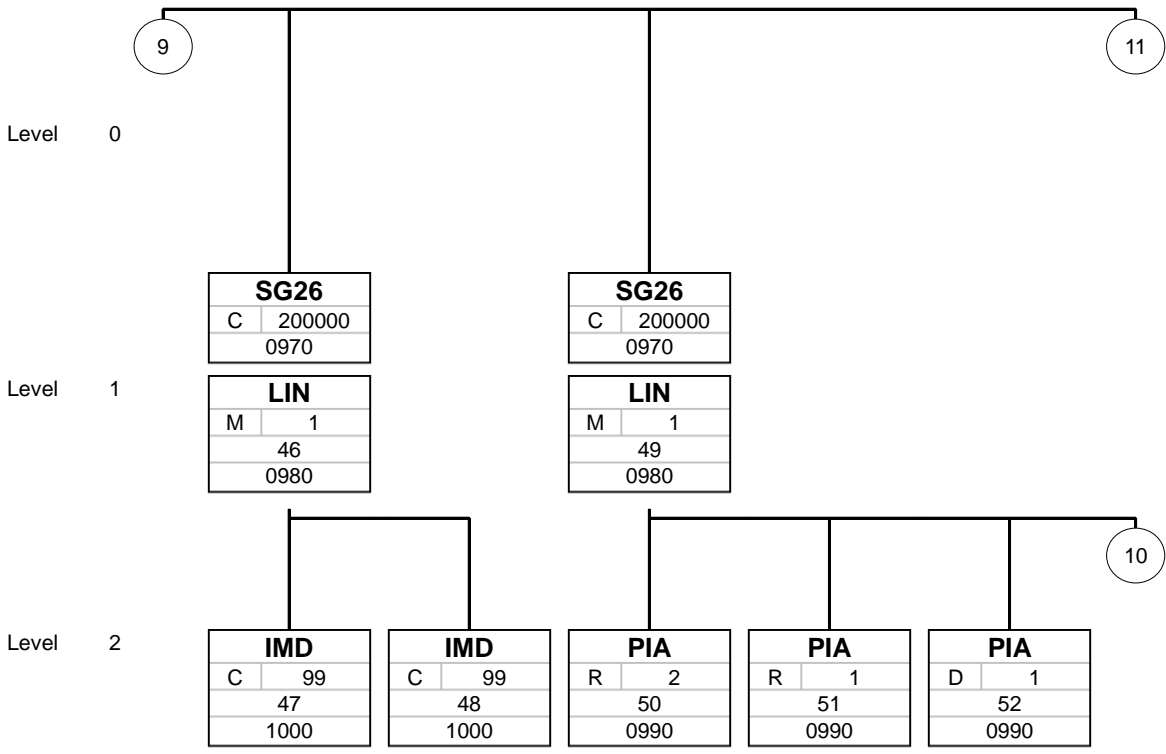 9
11
Level 0
SG26
C 200000
0970
SG26
C 200000
0970
Level 1
LIN
M 1
46
0980
LIN
M 1
49
0980
10
Level 2
IMD
C 99
47
1000
IMD
C 99
48
1000
PIA
R 2
50
0990
PIA
R 1
51
0990
PIA
D 1
52
0990